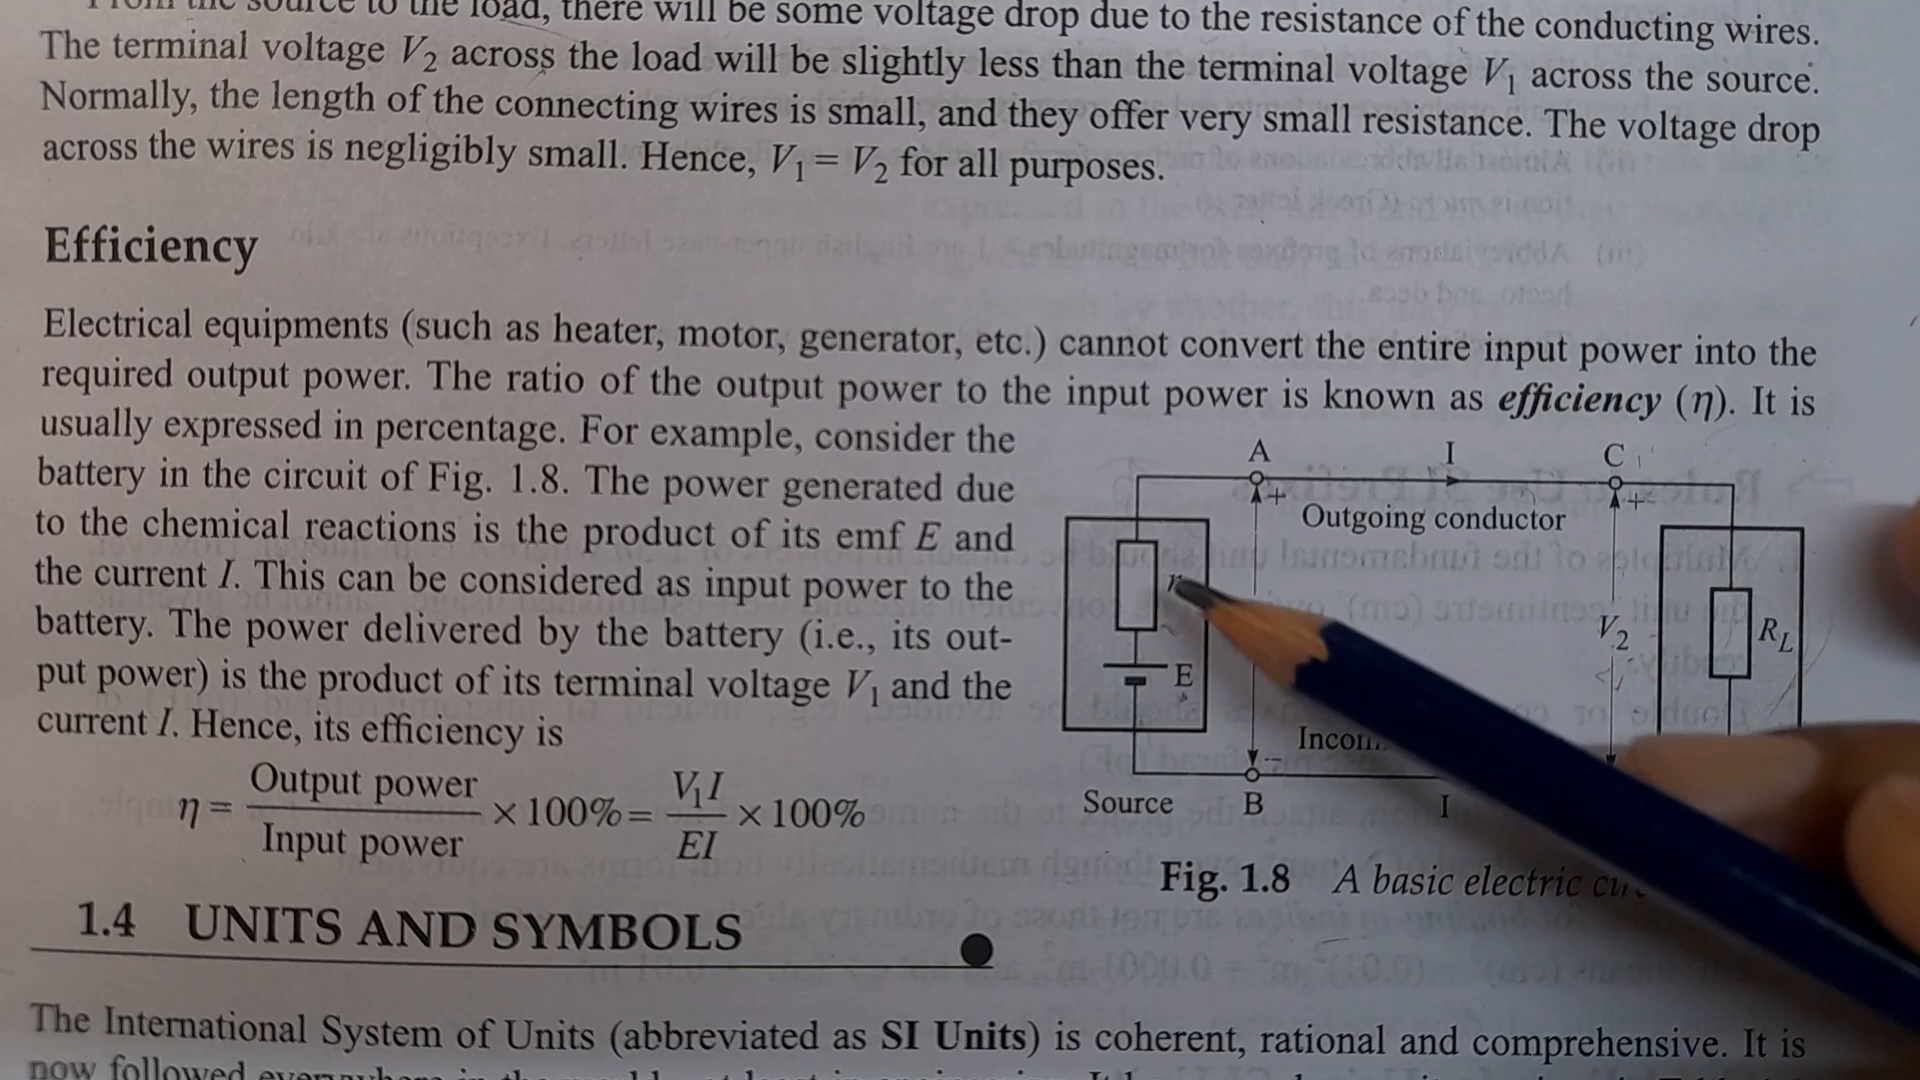 From the source to the load, there will be some voltage drop due to the resistance of the conducting wires.
The terminal voltage V₂ across the load will be slightly less than the terminal voltage V₁ across the source.
Normally, the length of the connecting wires is small, and they offer very small resistance. The voltage drop
across the wires is negligibly small. Hence, V₁ = V₂ for all purposes.
Efficiency
Electrical equipments (such as heater, motor, generator, etc.) cannot convert the entire input power into the
required output power. The ratio of the output power to the input power is known as efficiency (η). It is
usually expressed in percentage. For example, consider the
battery in the circuit of Fig. 1.8. The power generated due
to the chemical reactions is the product of its emf E and
the current I. This can be considered as input power to the
battery. The power delivered by the battery (i.e., its out-
put power) is the product of its terminal voltage V₁ and the
current I. Hence, its efficiency is
η = Output power / Input power × 100% = V₁I / EI × 100%
A I C
+ +
Outgoing conductor
r
V₂ R_L
E
−
Source B I
Fig. 1.8 A basic electric
1.4 UNITS AND SYMBOLS
The International System of Units (abbreviated as SI Units) is coherent, rational and comprehensive. It is
now followed